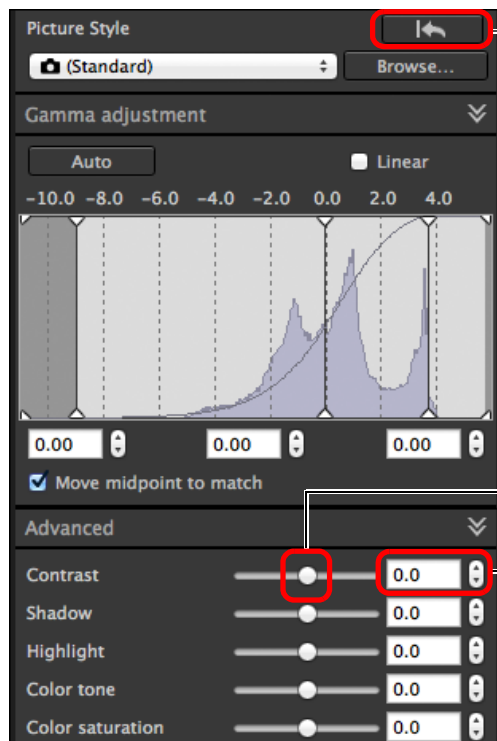 Picture Style
(Standard) Browse...
Gamma adjustment
Auto Linear
-10.0 -8.0 -6.0 -4.0 -2.0 0.0 2.0 4.0
0.00 0.00 0.00
Move midpoint to match
Advanced
Contrast 0.0
Shadow 0.0
Highlight 0.0
Color tone 0.0
Color saturation 0.0